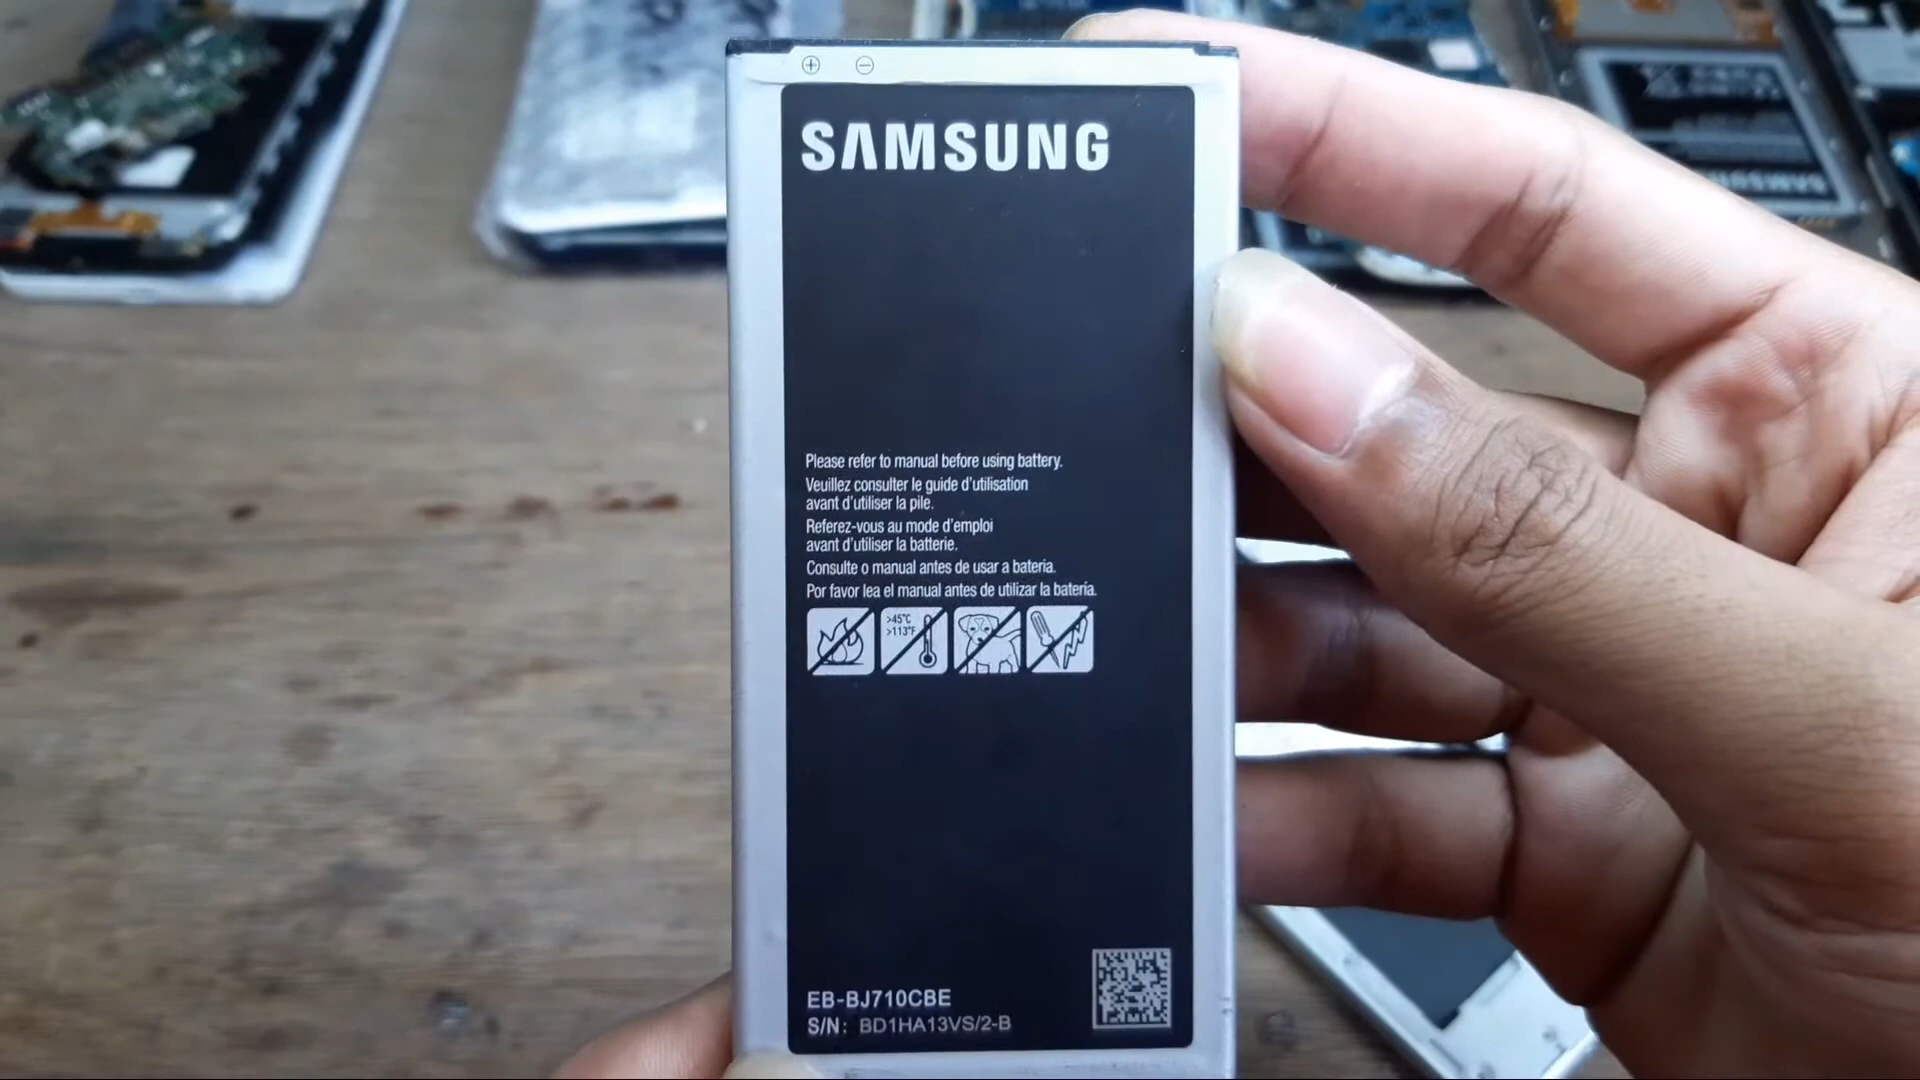 ⊕ ⊖
SAMSUNG
Please refer to manual before using battery.
Veuillez consulter le guide d'utilisation
avant d'utiliser la pile.
Referez-vous au mode d'emploi
avant d'utiliser la batterie.
Consulte o manual antes de usar a bateria.
Por favor lea el manual antes de utilizar la batería.
>45°C
>113°F
EB-BJ710CBE
S/N: BD1HA13VS/2-B
SAMSUNG